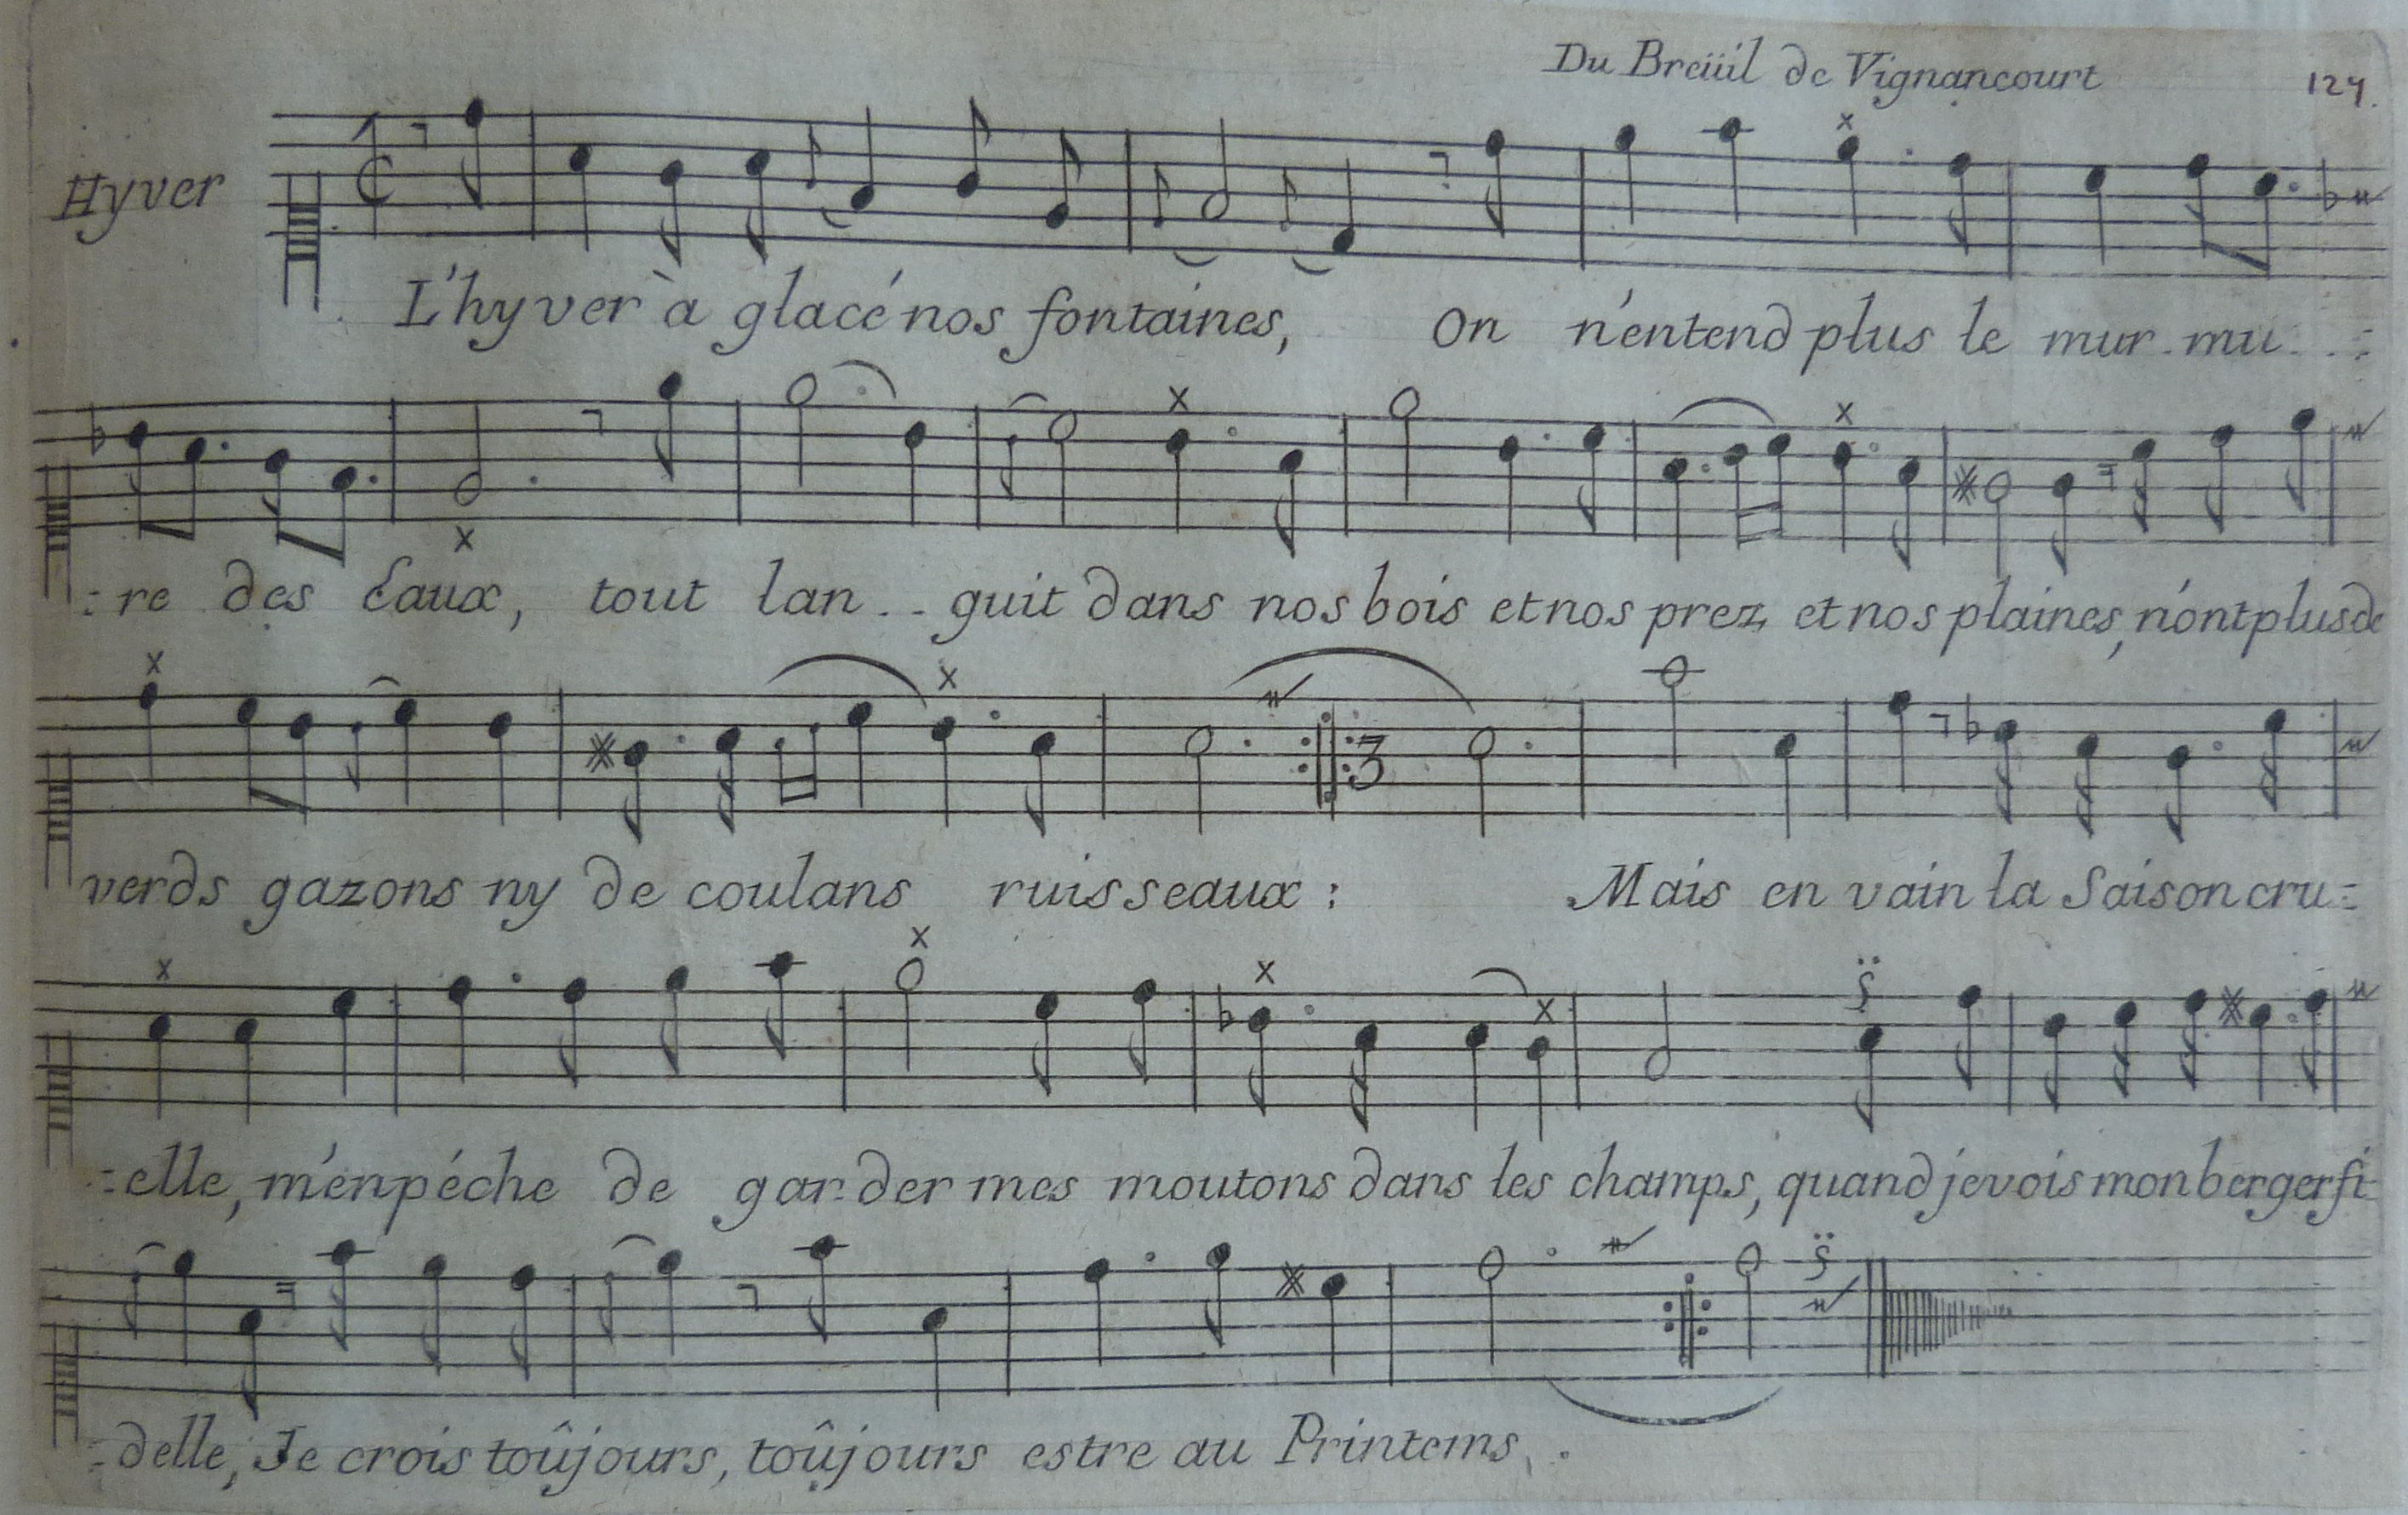 Du Breüil de Vignancourt 124.
Hyver
L'hyver à glacé nos fontaines, On n'entend plus le mur-mu-
:re des Eaux, tout lan--guit dans nos bois et nos prez, et nos plaines, n'ont plus de
verds gazons ny de coulans ruisseaux: Mais en vain la Saison cru-
:elle, m'enpéche de gar-der mes moutons dans les champs, quand je vois mon berger fi-
:delle, Je crois toûjours, toûjours estre au Printems.